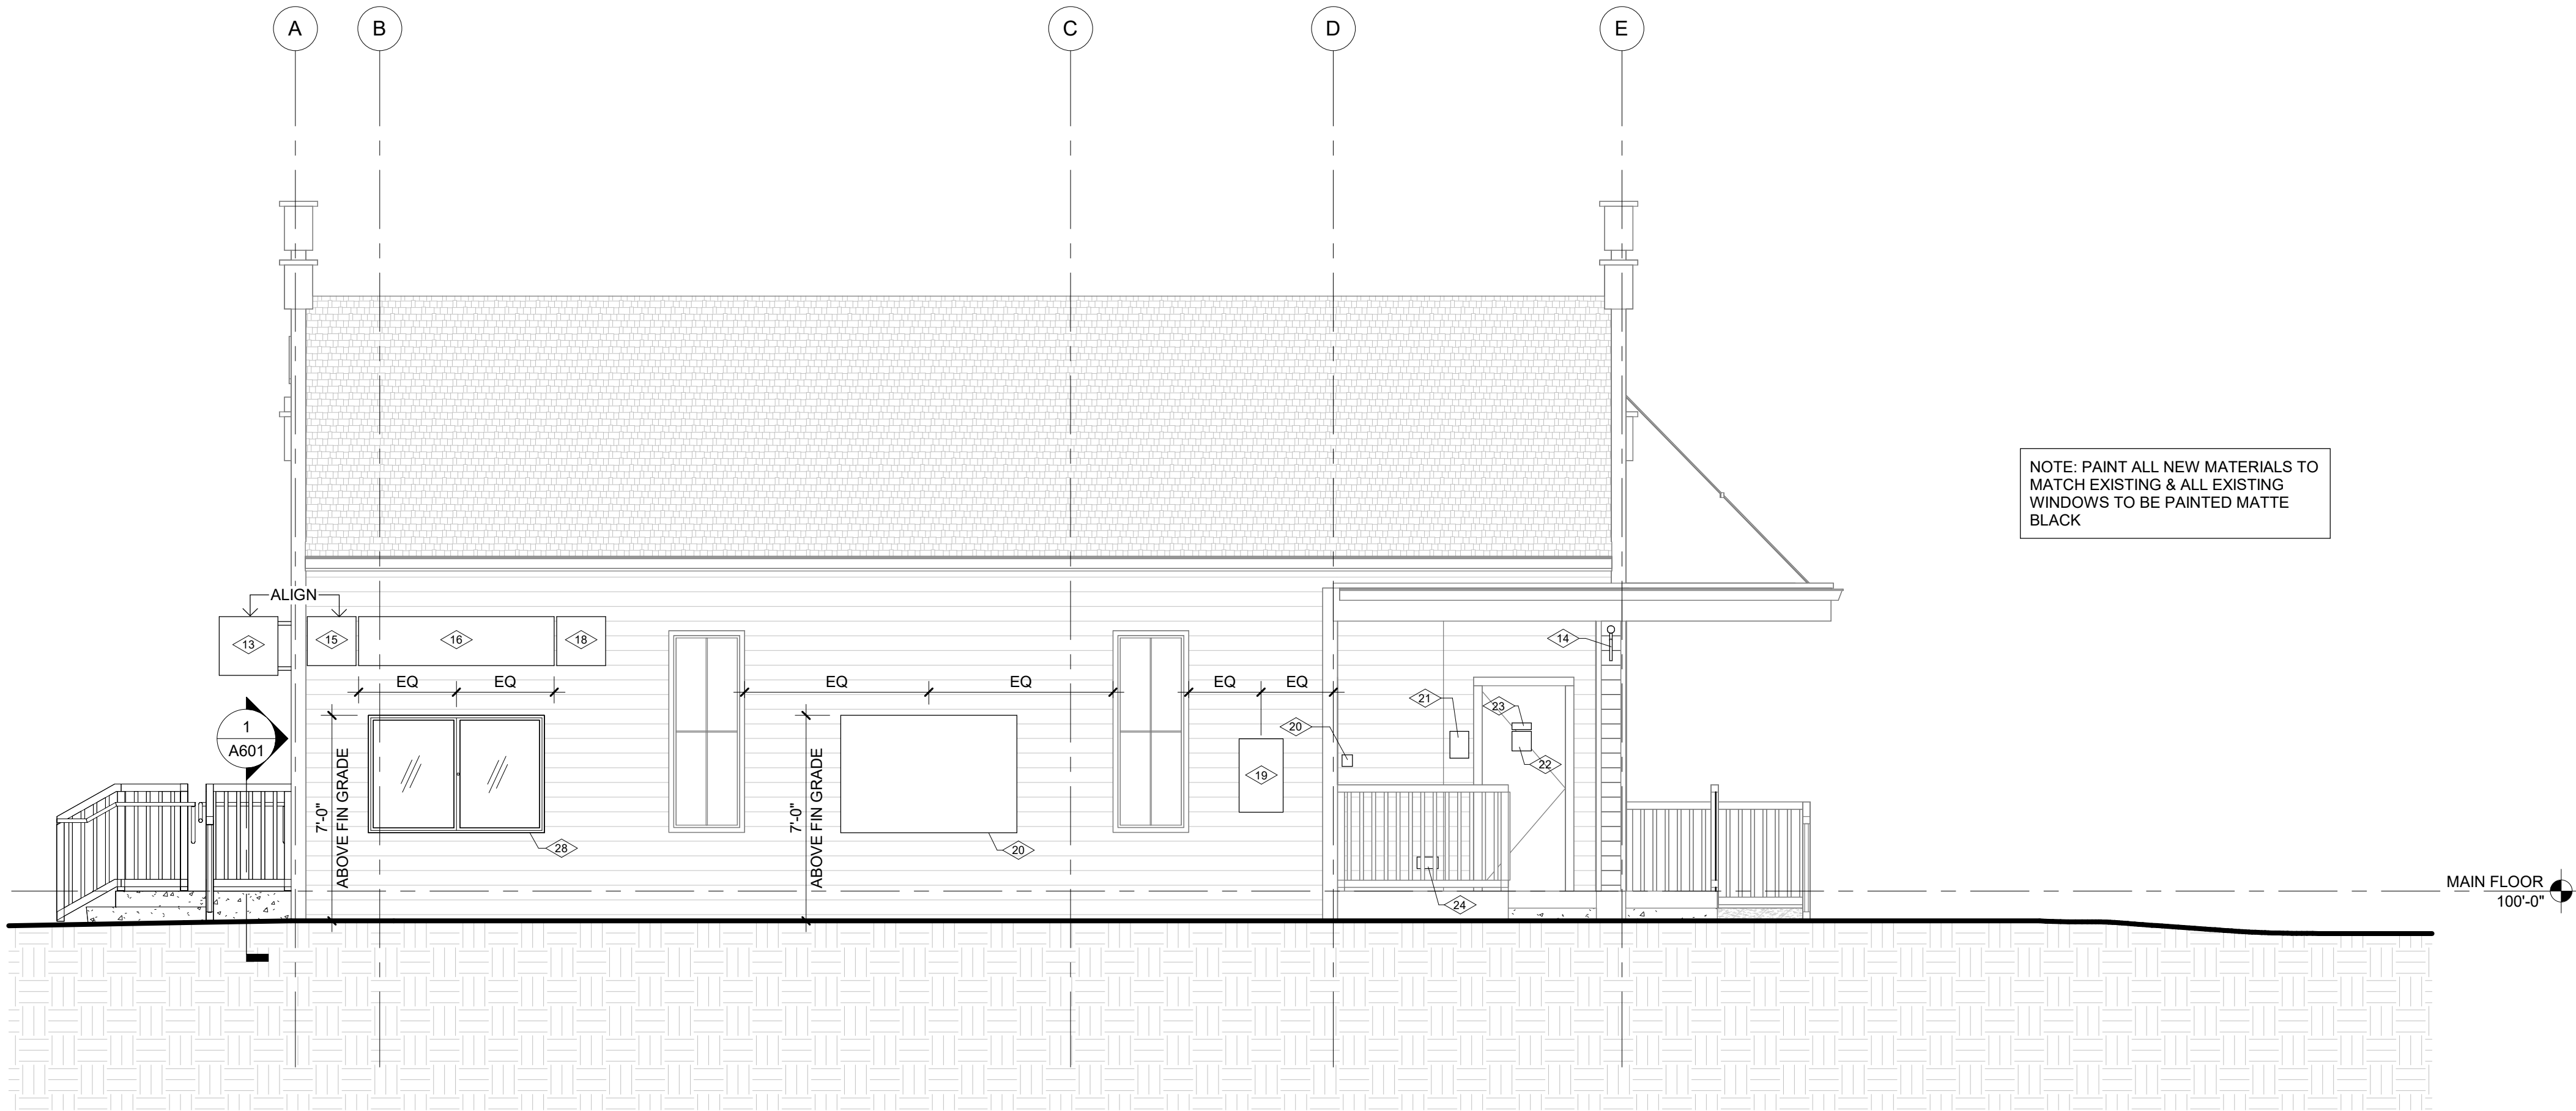 A
B
C
D
E
NOTE: PAINT ALL NEW MATERIALS TO
MATCH EXISTING & ALL EXISTING
WINDOWS TO BE PAINTED MATTE
BLACK
ALIGN
13
15
16
18
14
EQ
EQ
EQ
EQ
EQ
EQ
21
23
20
22
19
1
A601
7'-0"
ABOVE FIN GRADE
7'-0"
ABOVE FIN GRADE
28
20
24
MAIN FLOOR
100'-0"